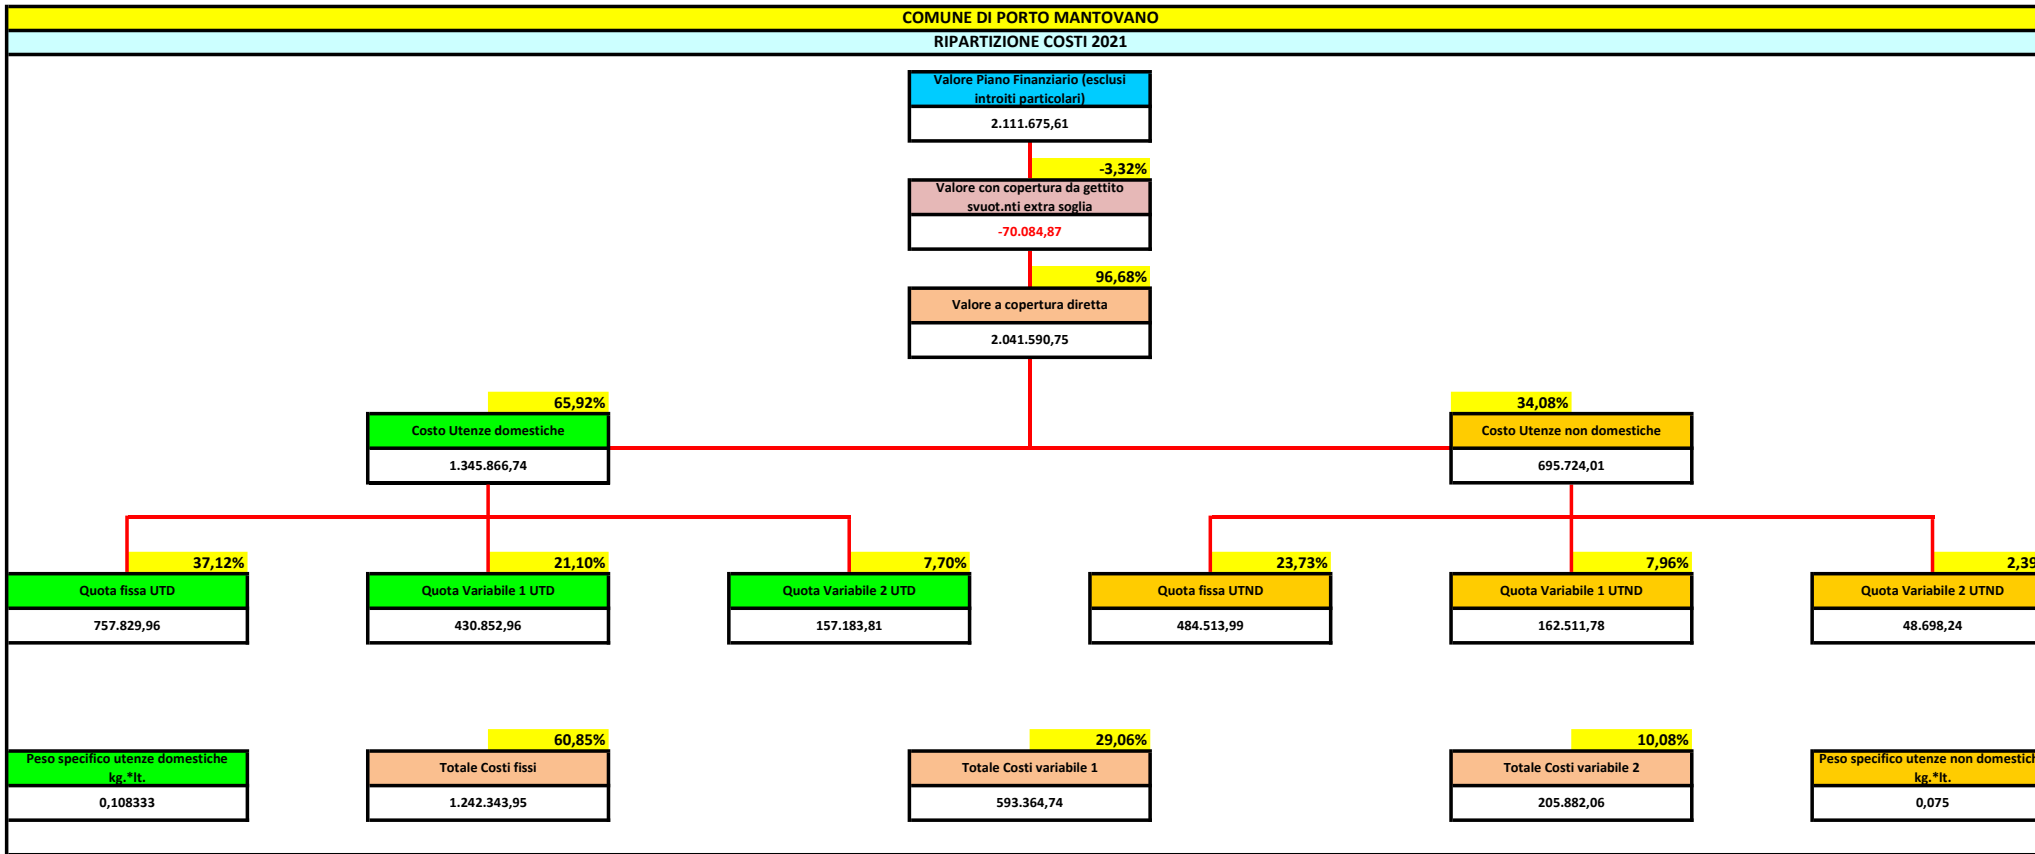 COMUNE DI PORTO MANTOVANO
RIPARTIZIONE COSTI 2021
Valore Piano Finanziario (esclusi
introiti particolari)
2.111.675,61
-3,32%
Valore con copertura da gettito
svuot.nti extra soglia
-70.084,87
96,68%
Valore a copertura diretta
2.041.590,75
65,92% 34,08%
Costo Utenze domestiche Costo Utenze non domestiche
1.345.866,74 695.724,01
37,12% 21,10% 7,70% 23,73% 7,96% 2,39
Quota fissa UTD Quota Variabile 1 UTD Quota Variabile 2 UTD Quota fissa UTND Quota Variabile 1 UTND Quota Variabile 2 UTND
757.829,96 430.852,96 157.183,81 484.513,99 162.511,78 48.698,24
60,85% 29,06% 10,08%
Peso specifico utenze domestiche
kg.*lt.
Totale Costi fissi Totale Costi variabile 1 Totale Costi variabile 2
Peso specifico utenze non domestich
kg.*lt.
0,108333 1.242.343,95 593.364,74 205.882,06 0,075